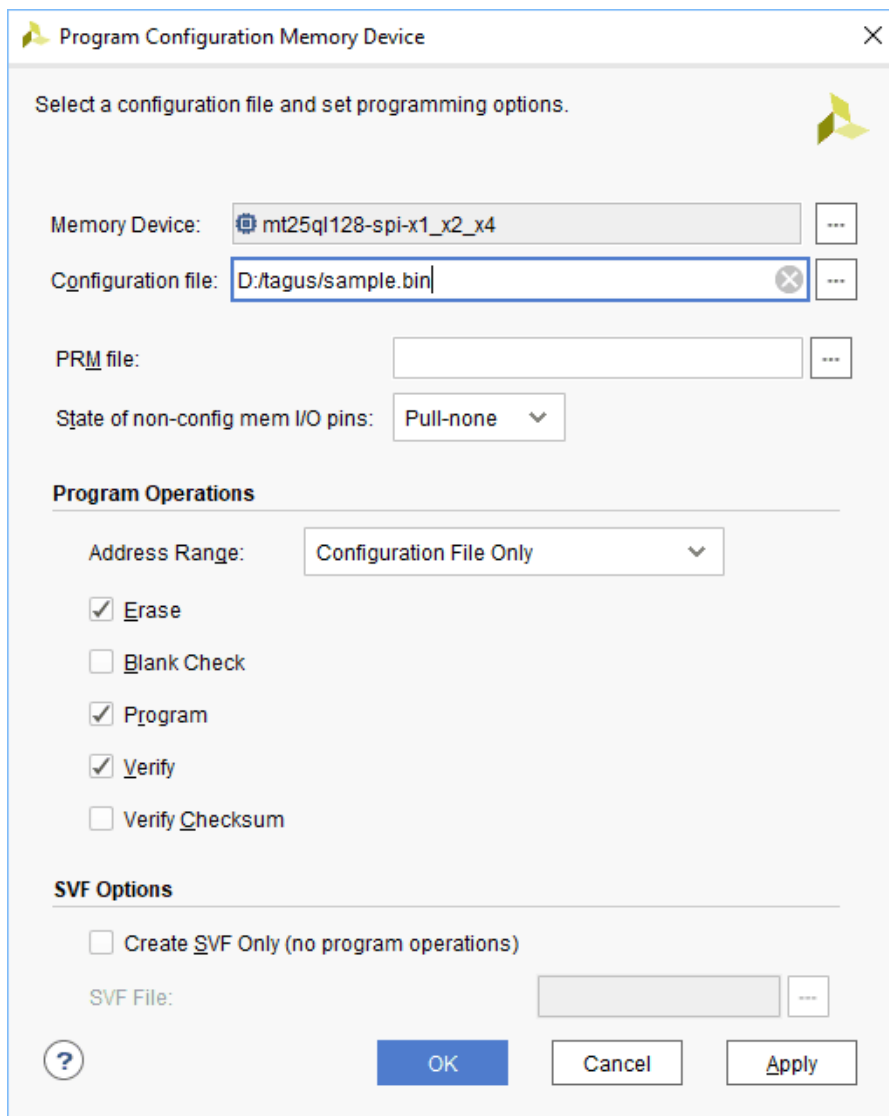 Program Configuration Memory Device
Select a configuration file and set programming options.
Memory Device: mt25ql128-spi-x1_x2_x4 ...
Configuration file: D:/tagus/sample.bin ...
PRM file: ...
State of non-config mem I/O pins: Pull-none
Program Operations
Address Range: Configuration File Only
Erase
Blank Check
Program
Verify
Verify Checksum
SVF Options
Create SVF Only (no program operations)
SVF File: ...
? OK Cancel Apply